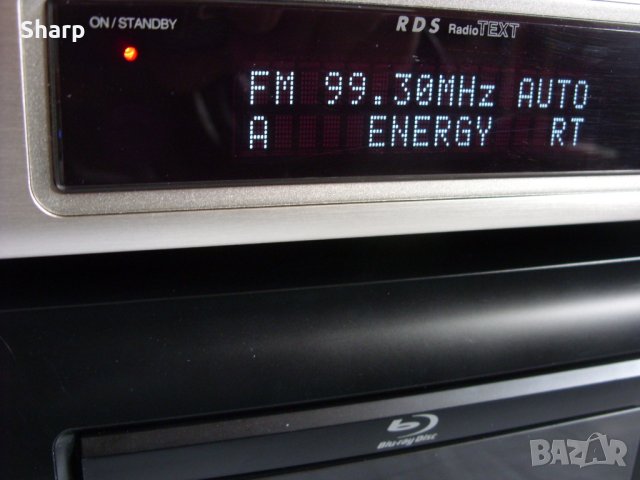 Sharp
ON/STANDBY
RDS RadioTEXT
FM 99.30MHz AUTO
A ENERGY RT
Blu-ray Disc
BAZAR